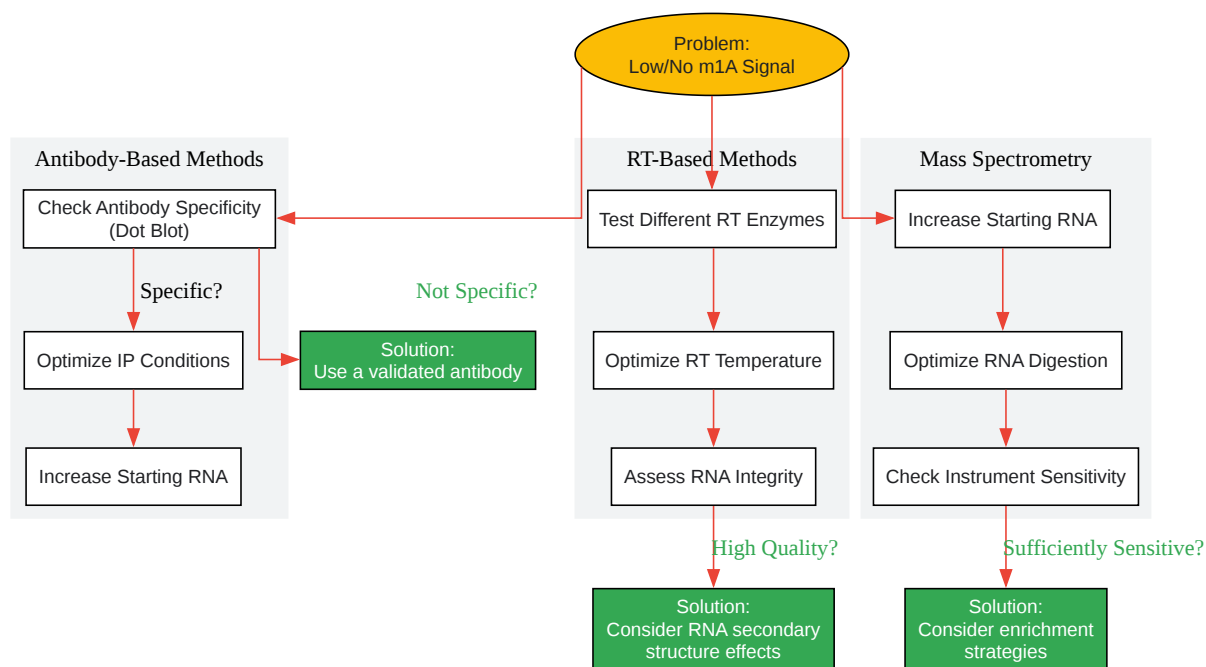 Problem:
Low/No m1A Signal
Antibody-Based Methods
RT-Based Methods
Mass Spectrometry
Check Antibody Specificity
(Dot Blot)
Test Different RT Enzymes
Increase Starting RNA
Specific?
Not Specific?
Optimize IP Conditions
Solution:
Use a validated antibody
Optimize RT Temperature
Optimize RNA Digestion
Increase Starting RNA
Assess RNA Integrity
Check Instrument Sensitivity
High Quality?
Sufficiently Sensitive?
Solution:
Consider RNA secondary
structure effects
Solution:
Consider enrichment
strategies